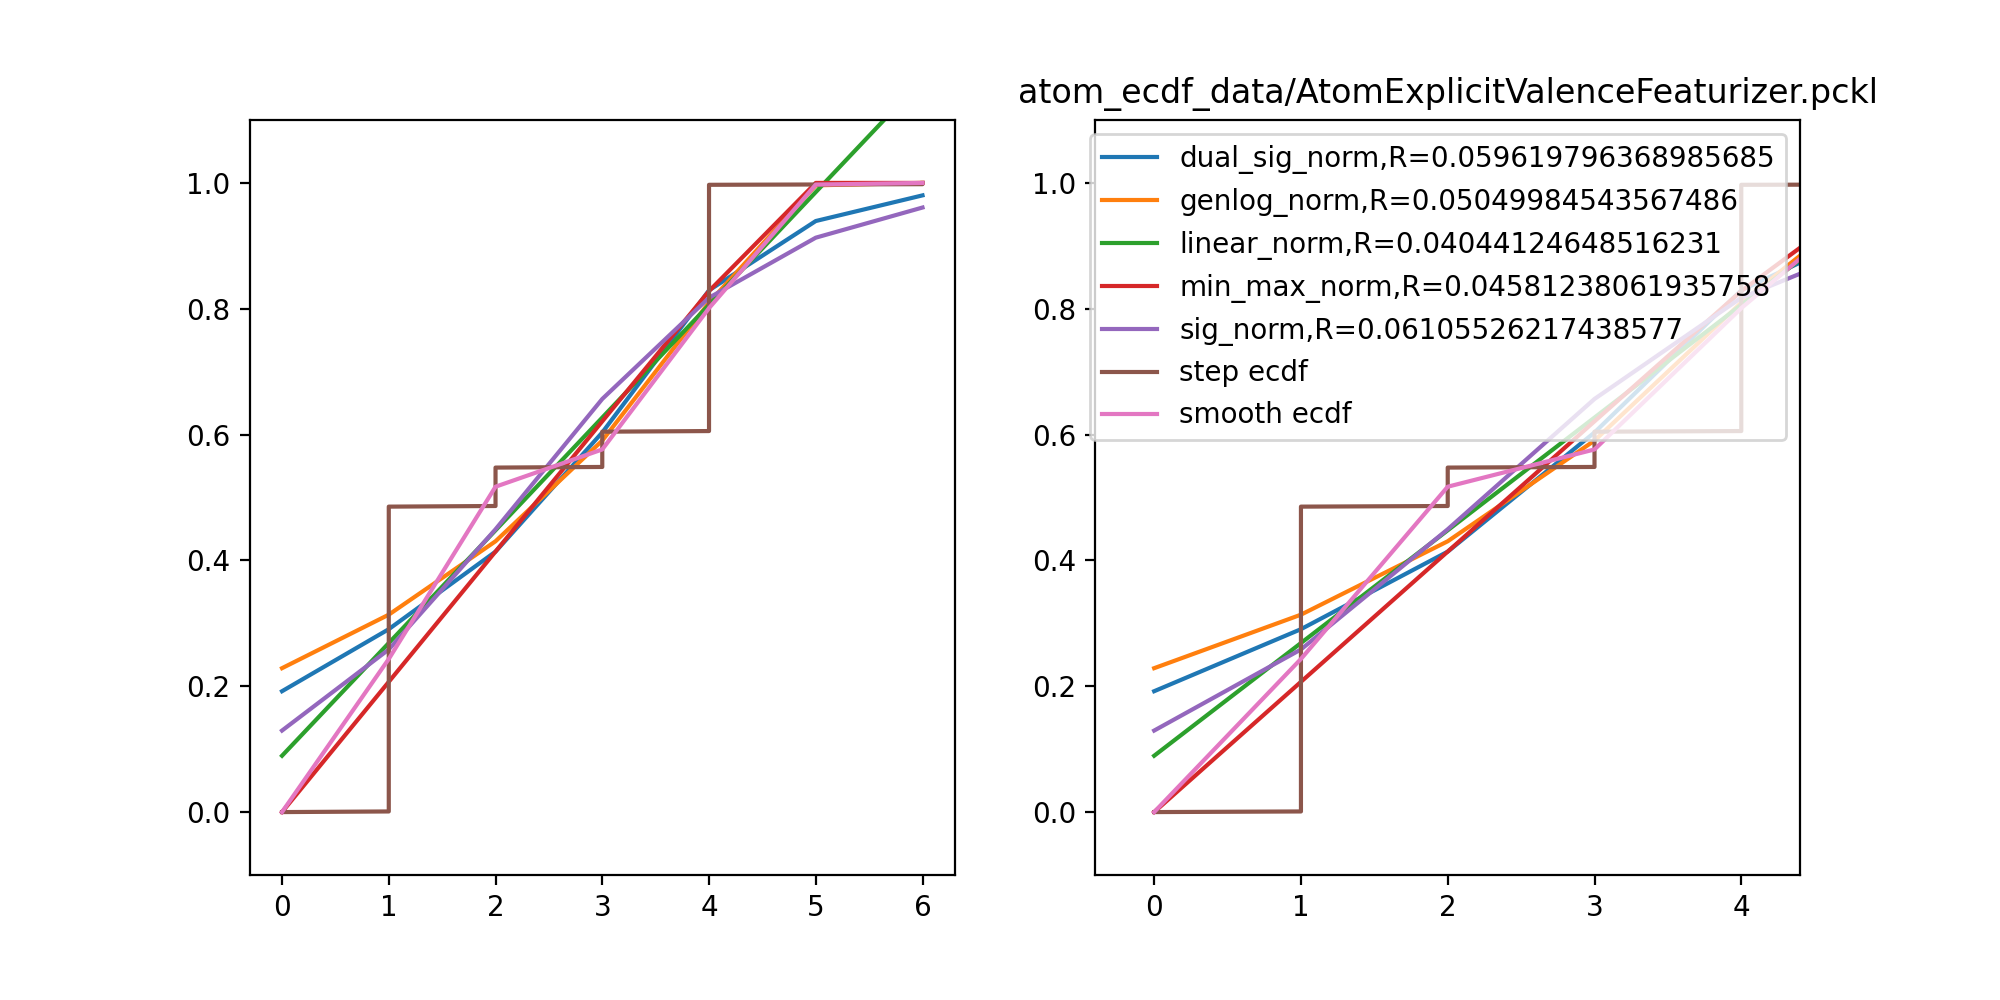 atom_ecdf_data/AtomExplicitValenceFeaturizer.pckl
1.0
0.8
0.6
0.4
0.2
0.0
0 1 2 3 4 5 6
1.0
0.8
0.6
0.4
0.2
0.0
0 1 2 3 4
dual_sig_norm,R=0.059619796368985685
genlog_norm,R=0.05049984543567486
linear_norm,R=0.04044124648516231
min_max_norm,R=0.04581238061935758
sig_norm,R=0.06105526217438577
step ecdf
smooth ecdf